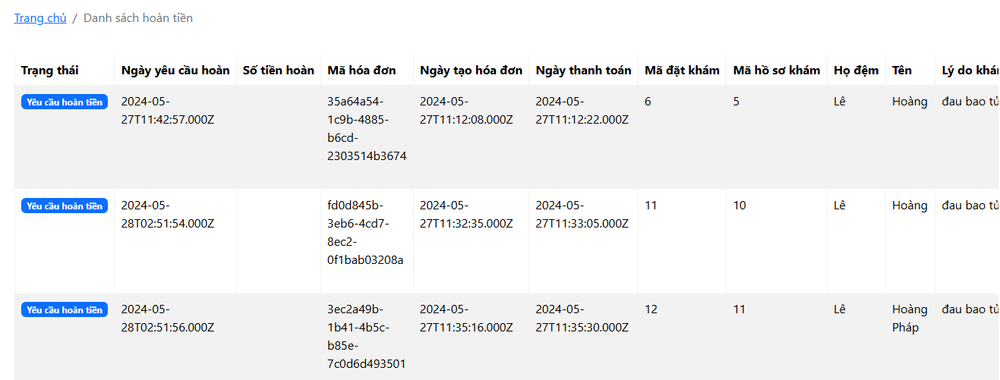 Trang chủ / Danh sách hoàn tiền
Trạng thái Ngày yêu cầu hoàn Số tiền hoàn Mã hóa đơn Ngày tạo hóa đơn Ngày thanh toán Mã đặt khám Mã hồ sơ khám Họ đệm Tên Lý do khám
Yêu cầu hoàn tiền 2024-05- 35a64a54- 2024-05- 2024-05- 6 5 Lê Hoàng đau bao tử
27T11:42:57.000Z 1c9b-4885- 27T11:12:08.000Z 27T11:12:22.000Z
b6cd-
2303514b3674
Yêu cầu hoàn tiền 2024-05- fd0d845b- 2024-05- 2024-05- 11 10 Lê Hoàng đau bao tử
28T02:51:54.000Z 3eb6-4cd7- 27T11:32:35.000Z 27T11:33:05.000Z
8ec2-
0f1bab03208a
Yêu cầu hoàn tiền 2024-05- 3ec2a49b- 2024-05- 2024-05- 12 11 Lê Hoàng đau bao tử
28T02:51:56.000Z 1b41-4b5c- 27T11:35:16.000Z 27T11:35:30.000Z Pháp
b85e-
7c0d6d493501